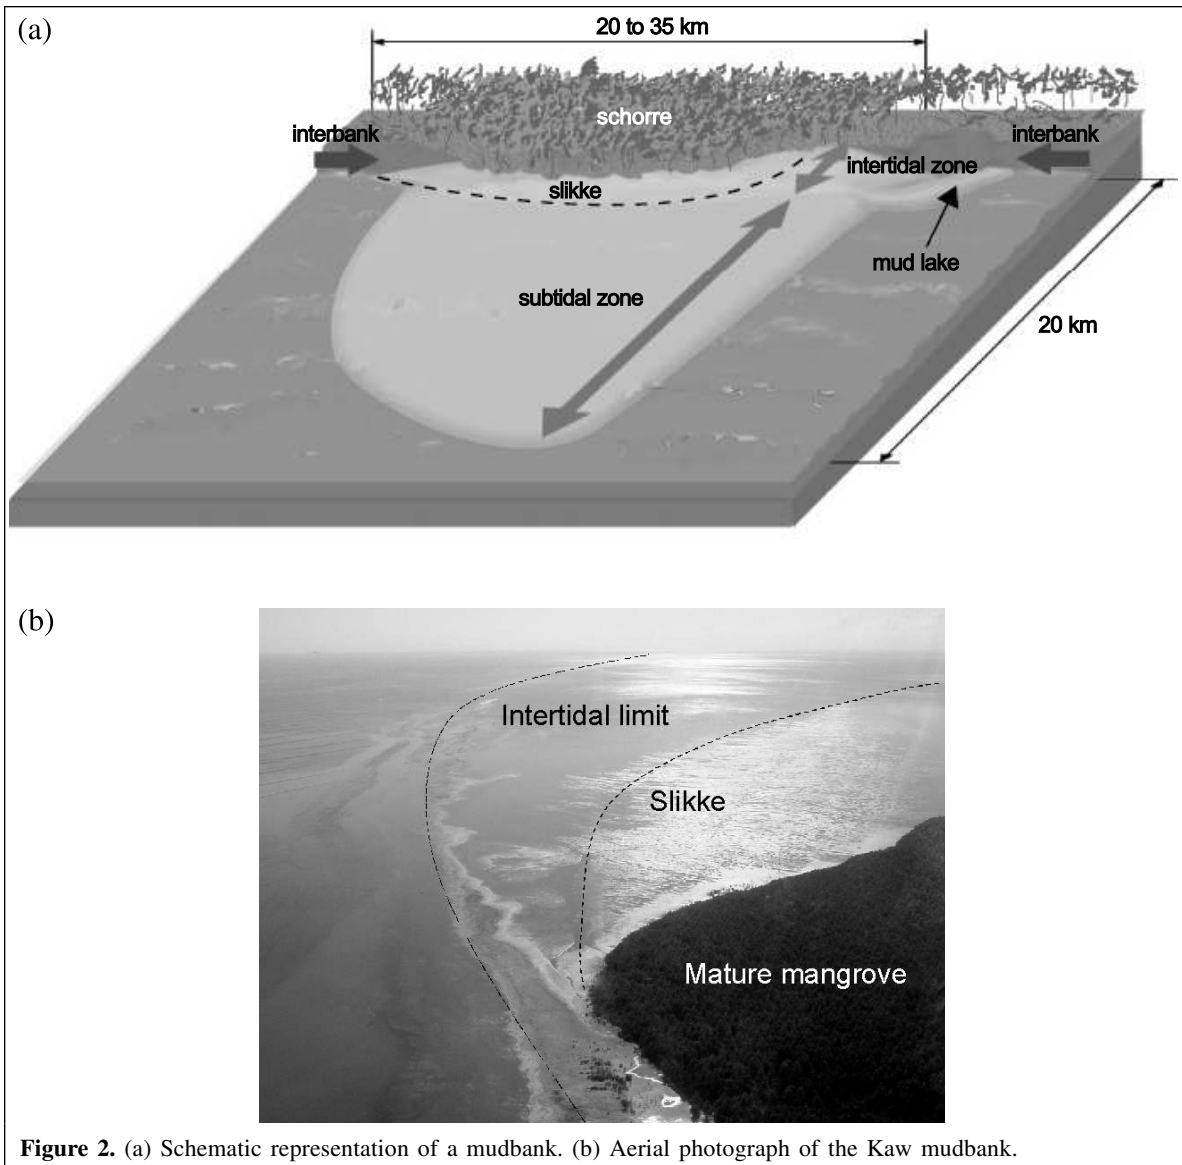 (a)
20 to 35 km
schorre
interbank
interbank
intertidal zone
slikke
mud lake
subtidal zone
20 km
(b)
Intertidal limit
Slikke
Mature mangrove
Figure 2. (a) Schematic representation of a mudbank. (b) Aerial photograph of the Kaw mudbank.